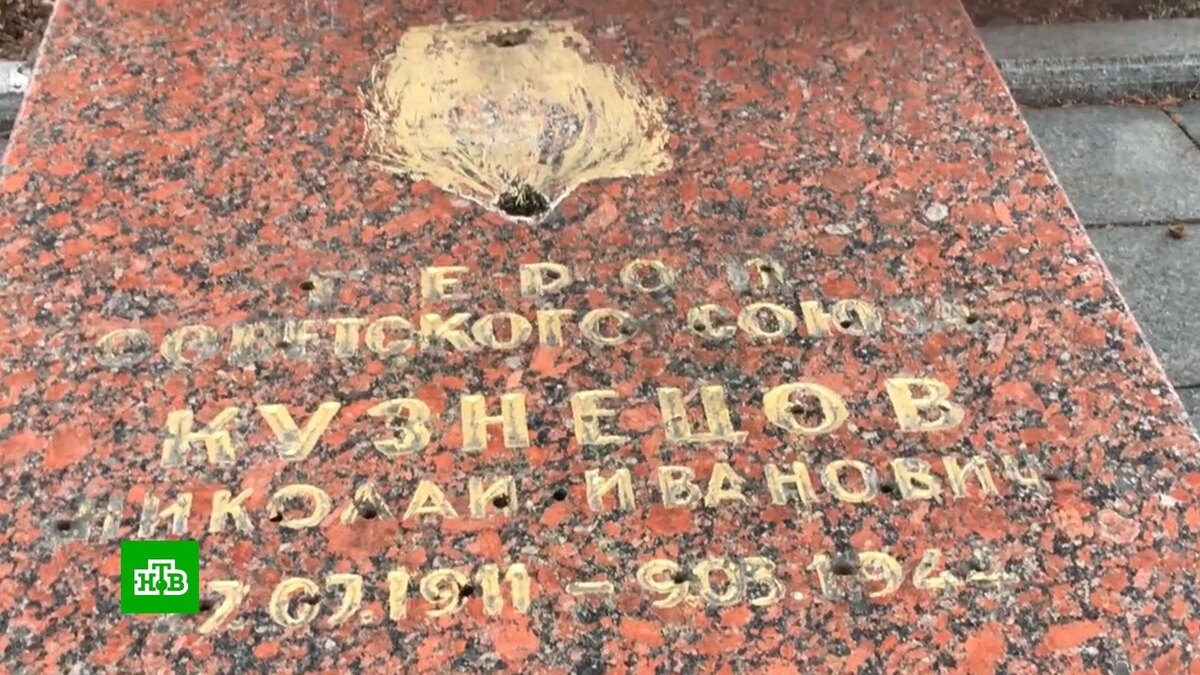 ГЕРОЙ
СОВЕТСКОГО СОЮЗА
КУЗНЕЦОВ
НИКОЛАЙ ИВАНОВИЧ
27.07.1911 – 9.03.1944
НТВ